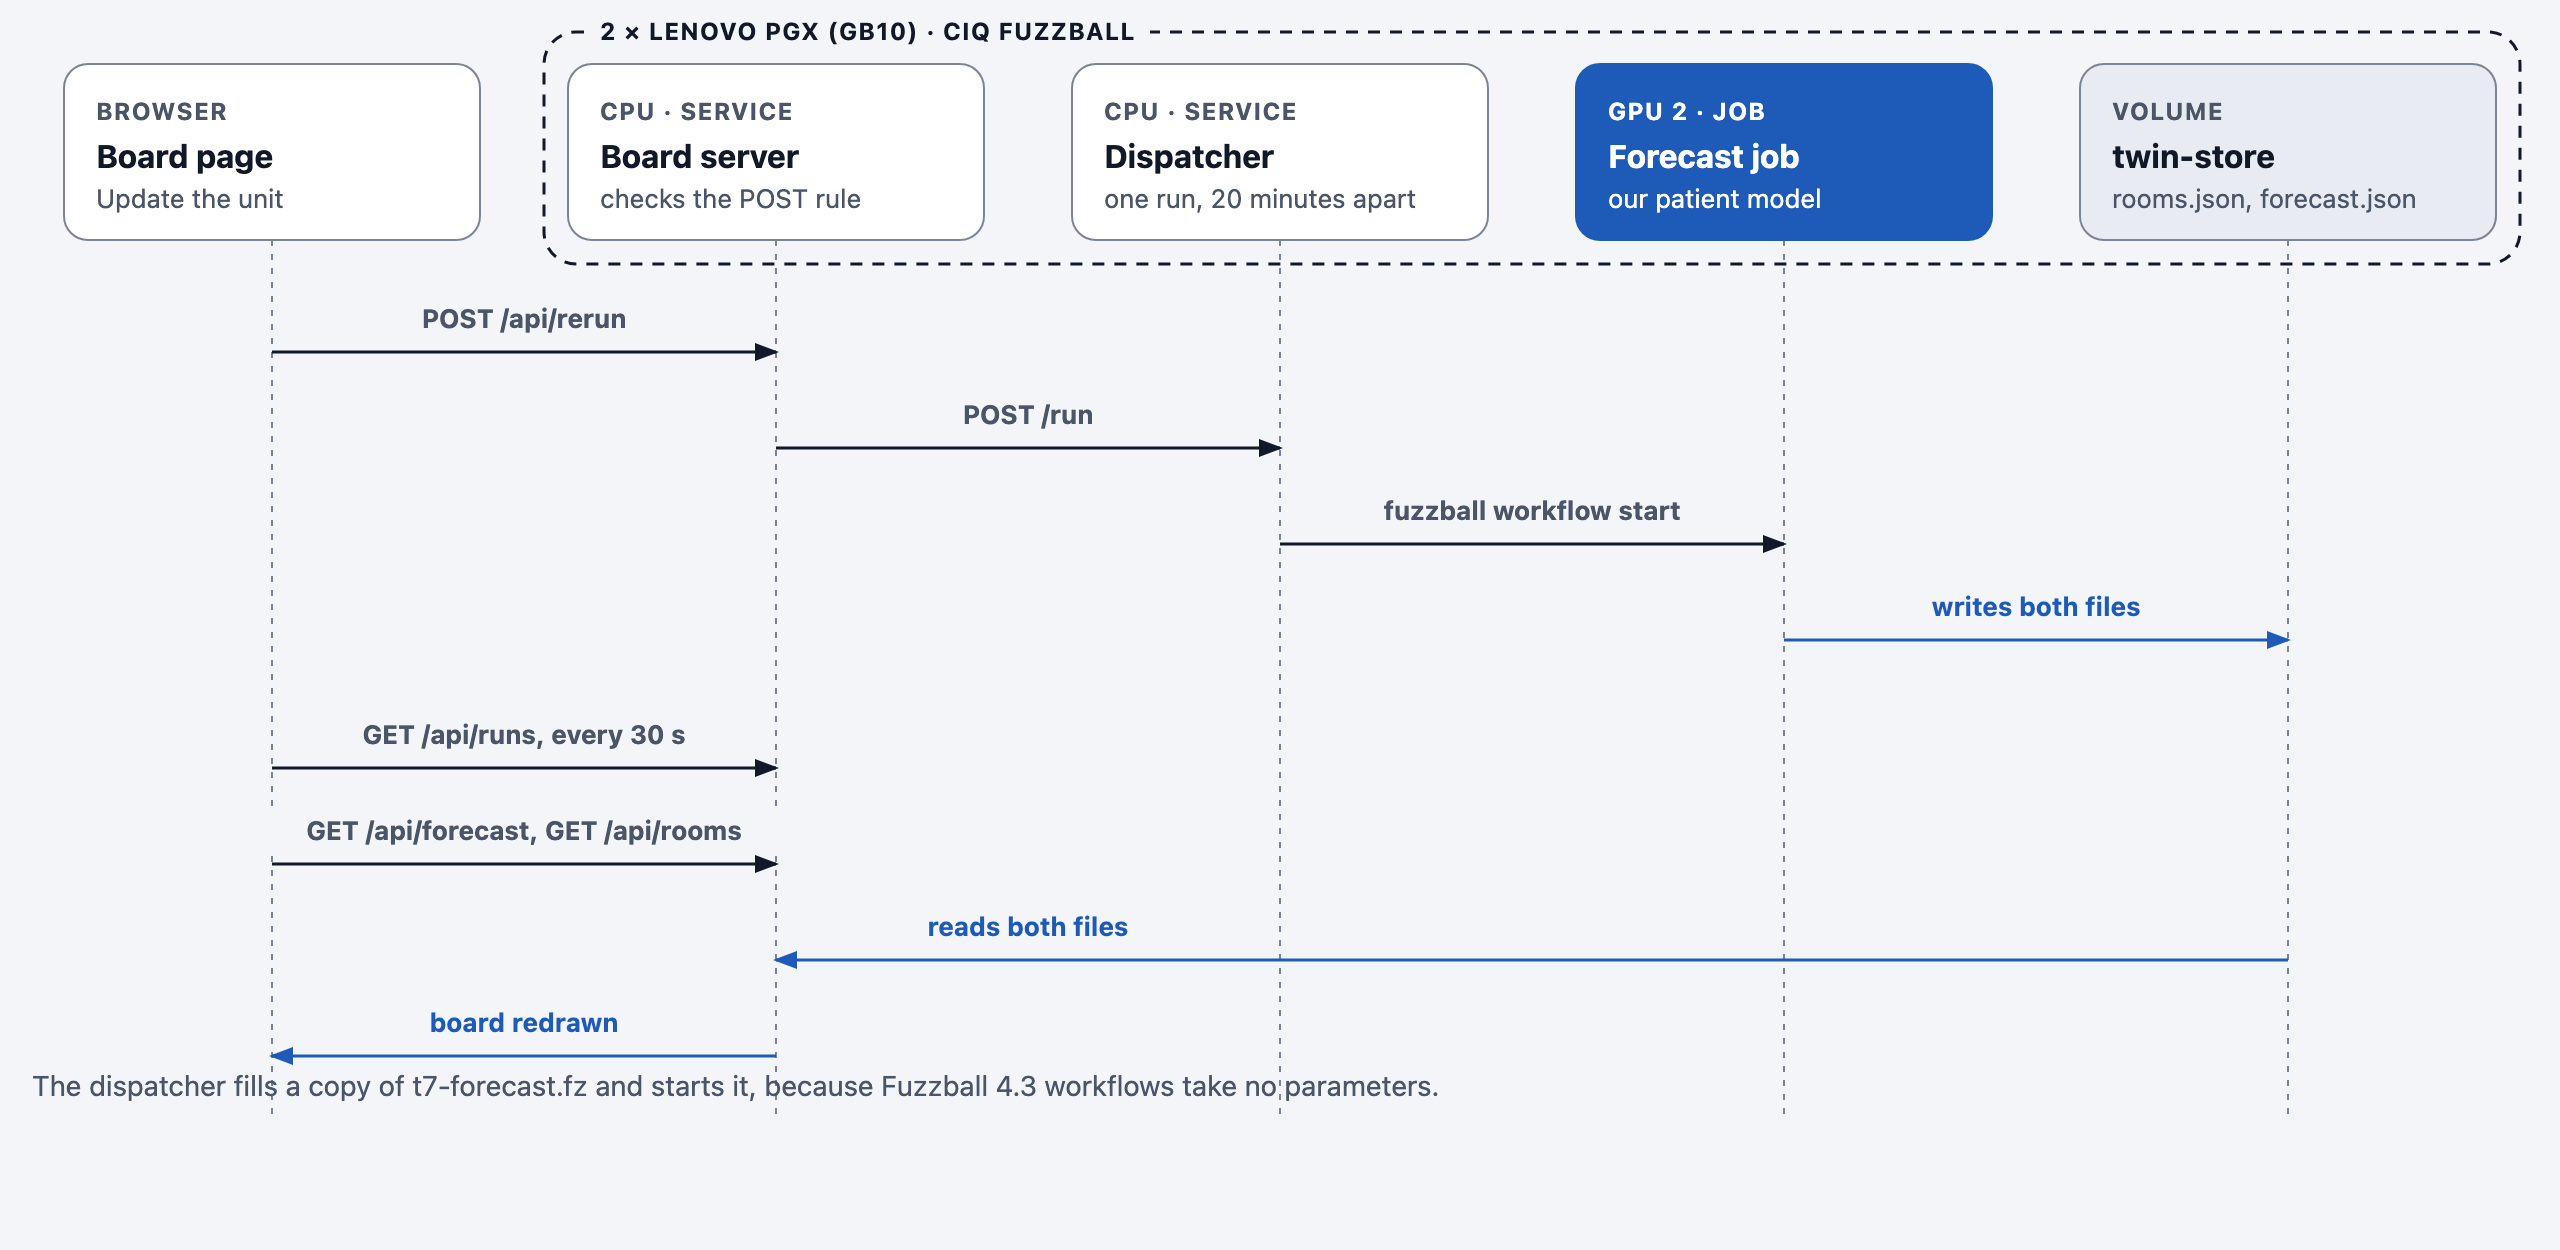 2 × LENOVO PGX (GB10) · CIQ FUZZBALL
BROWSER
Board page
Update the unit
CPU · SERVICE
Board server
checks the POST rule
CPU · SERVICE
Dispatcher
one run, 20 minutes apart
GPU 2 · JOB
Forecast job
our patient model
VOLUME
twin-store
rooms.json, forecast.json
POST /api/rerun
POST /run
fuzzball workflow start
writes both files
GET /api/runs, every 30 s
GET /api/forecast, GET /api/rooms
reads both files
board redrawn
The dispatcher fills a copy of t7-forecast.fz and starts it, because Fuzzball 4.3 workflows take no parameters.